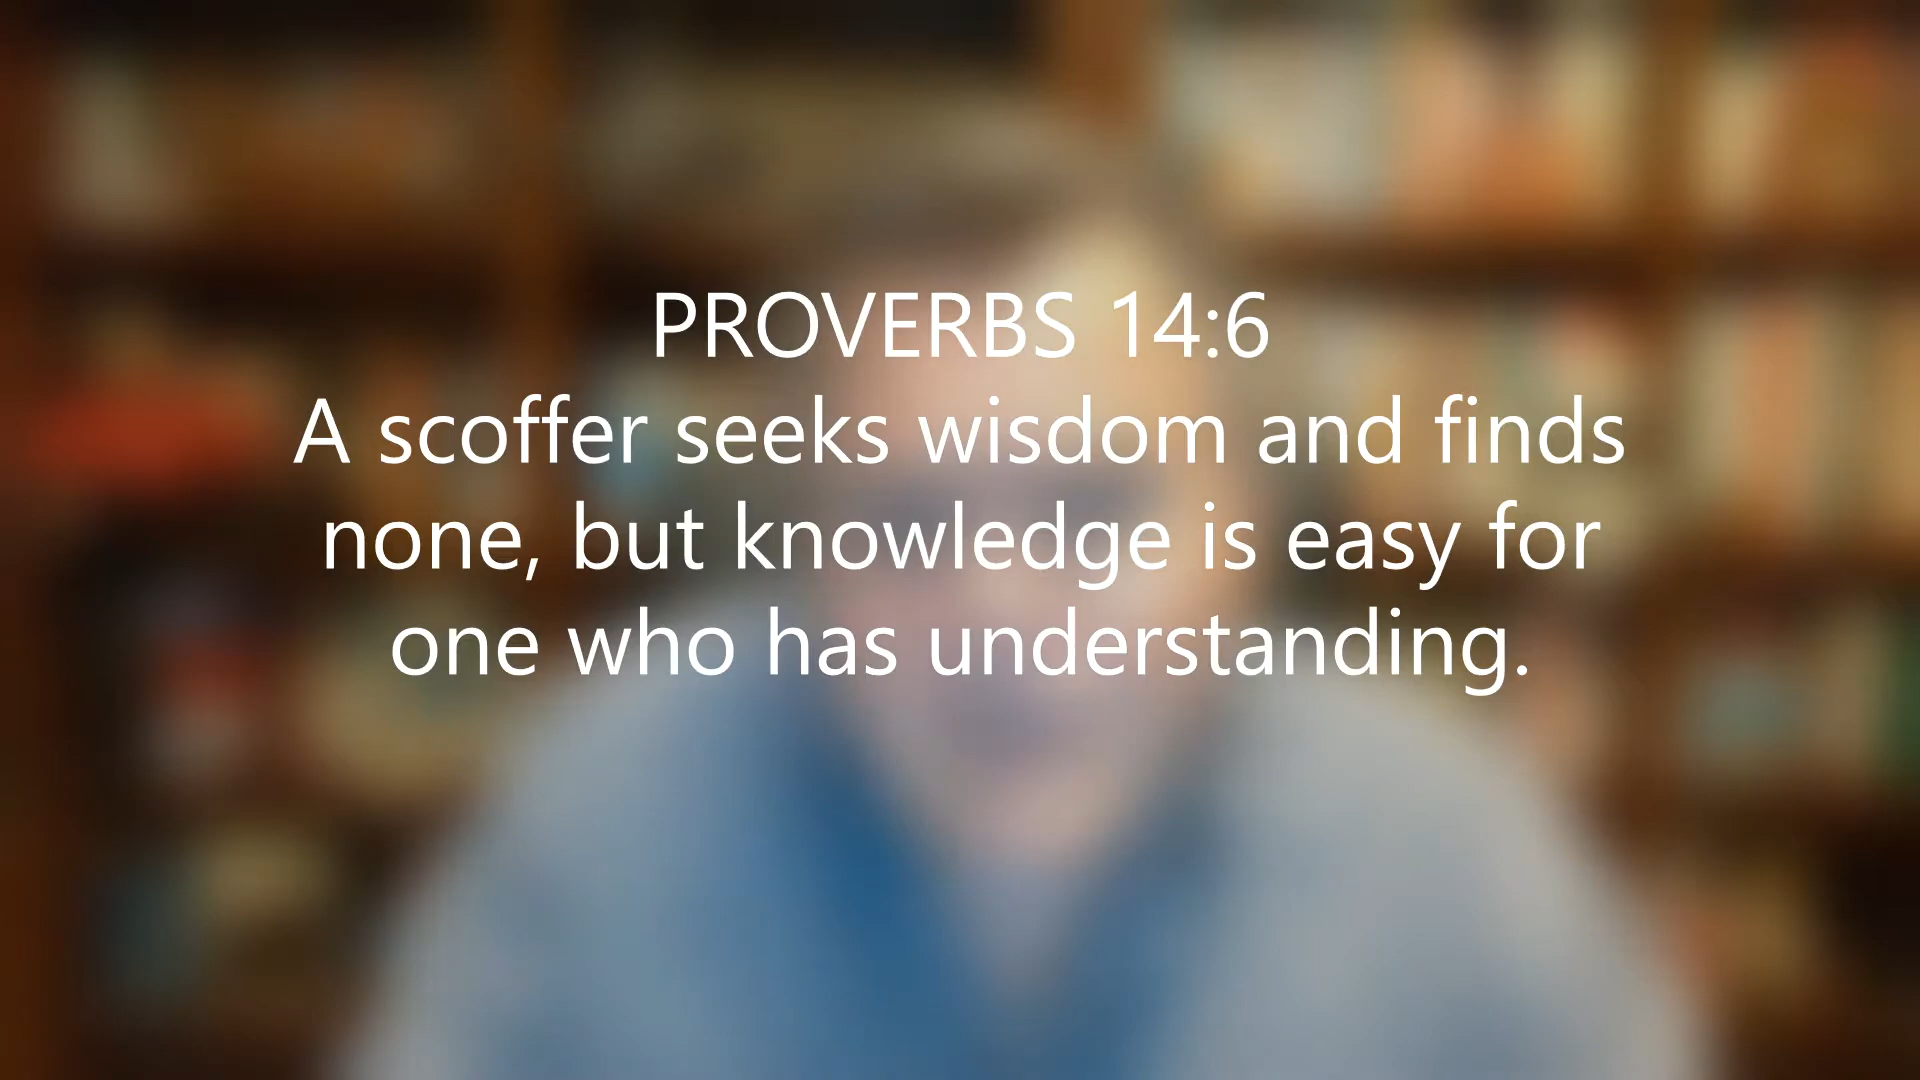 PROVERBS 14:6
A scoffer seeks wisdom and finds
none, but knowledge is easy for
one who has understanding.